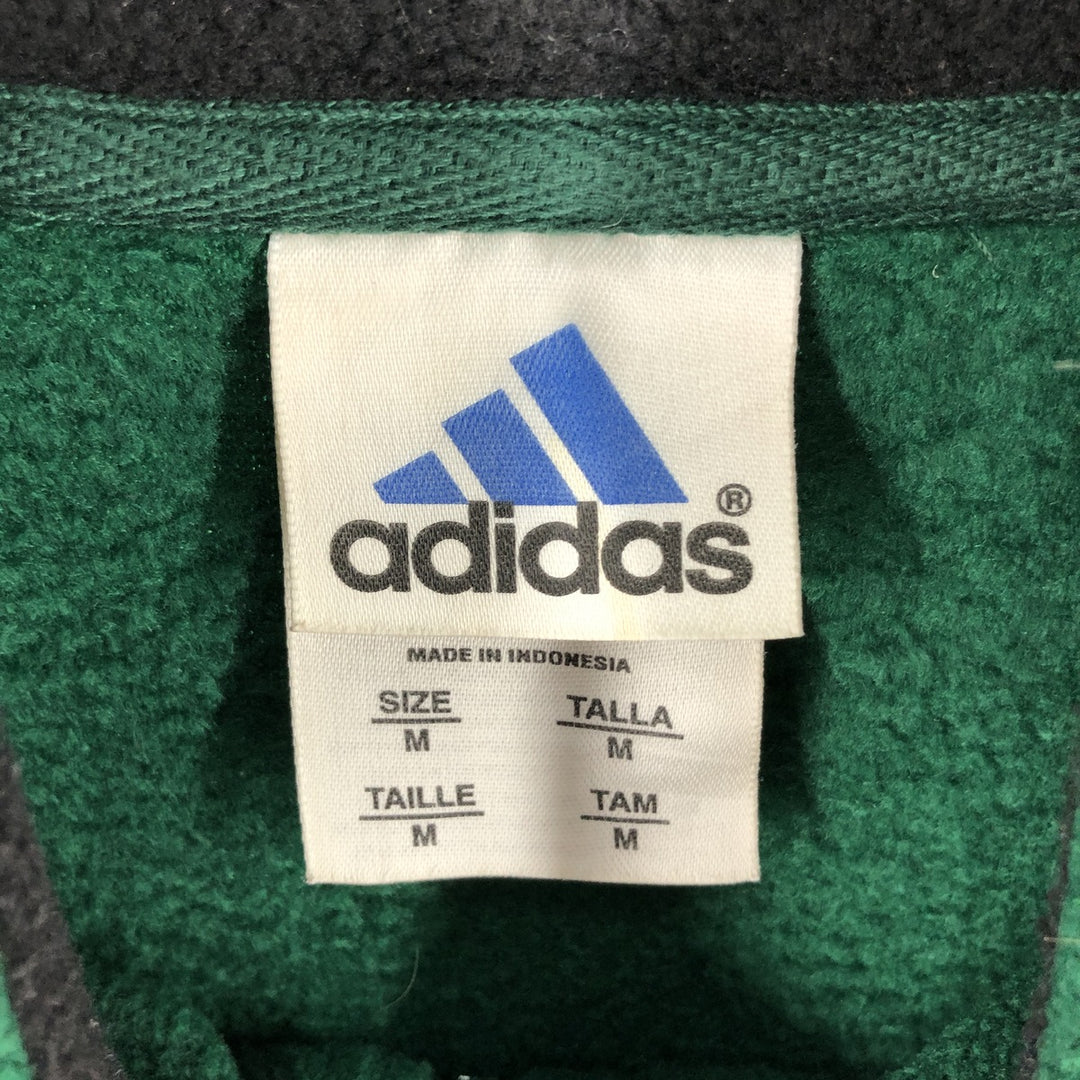 adidas®
MADE IN INDONESIA
SIZE TALLA
M M
TAILLE TAM
M M